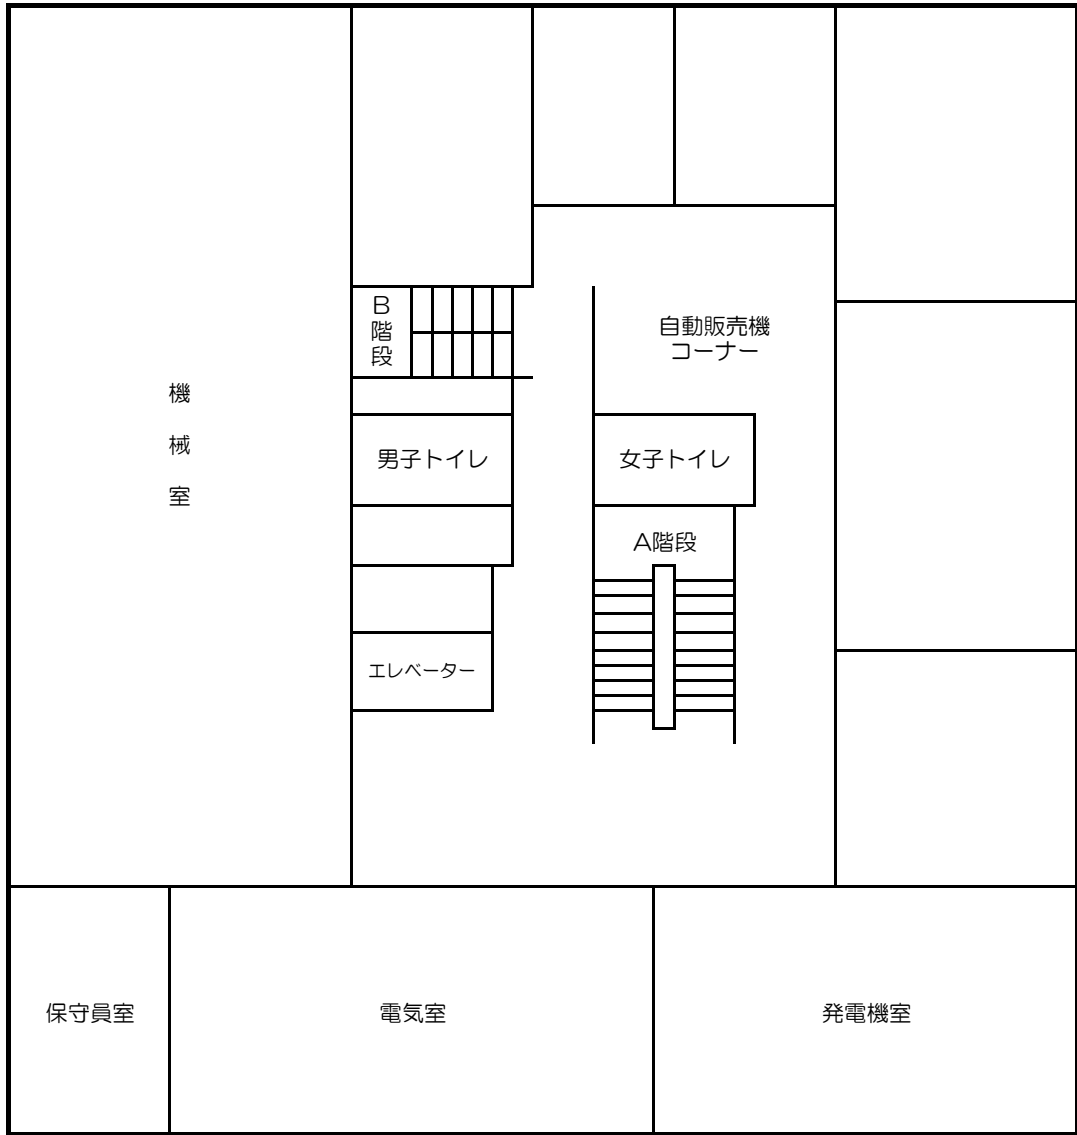 B階段
自動販売機
コーナー
機械室
男子トイレ
女子トイレ
A階段
エレベーター
保守員室
電気室
発電機室